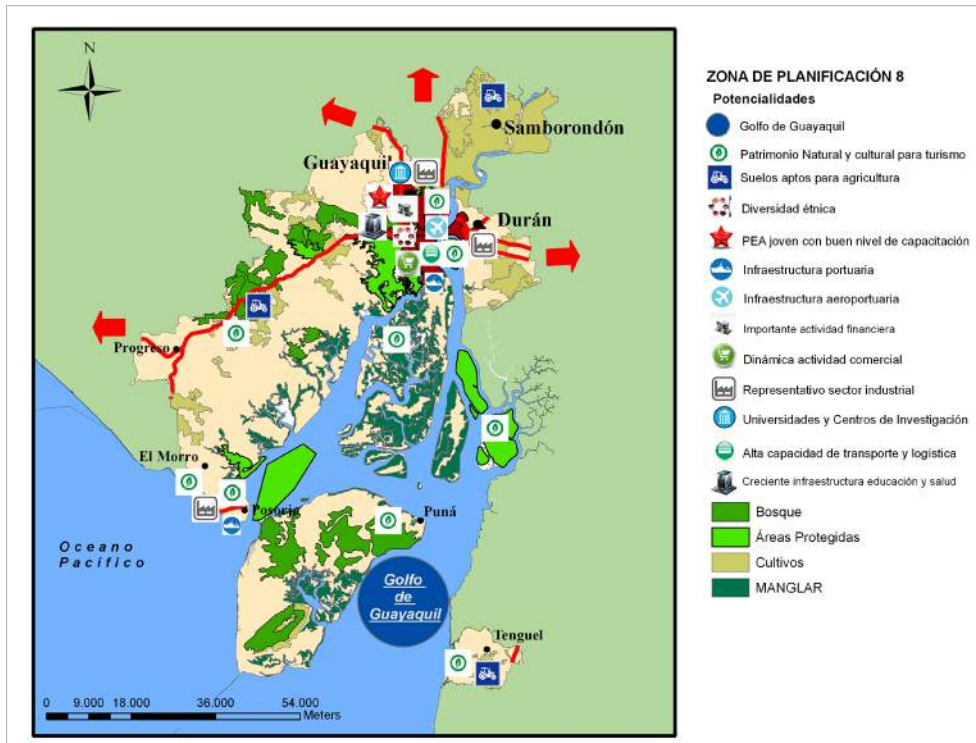 N
Samborondón
Guayaquil
Durán
Progreso
El Morro
Posorja
Puná
Oceano
Pacífico
Golfo
de
Guayaquil
Tenguel
0 9.000 18.000 36.000 54.000
Meters
ZONA DE PLANIFICACIÓN 8
Potencialidades
Golfo de Guayaquil
Patrimonio Natural y cultural para turismo
Suelos aptos para agricultura
Diversidad étnica
PEA joven con buen nivel de capacitación
Infraestructura portuaria
Infraestructura aeroportuaria
Importante actividad financiera
Dinámica actividad comercial
Representativo sector industrial
Universidades y Centros de Investigación
Alta capacidad de transporte y logística
Creciente infraestructura educación y salud
Bosque
Áreas Protegidas
Cultivos
MANGLAR